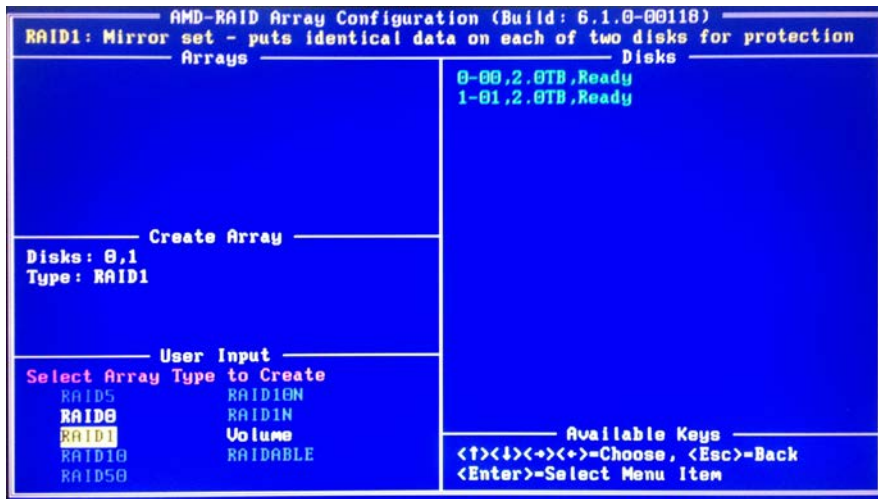 AMD-RAID Array Configuration (Build: 6.1.0-00118)
RAID1: Mirror set - puts identical data on each of two disks for protection
Arrays
Disks
0-00,2.0TB,Ready
1-01,2.0TB,Ready
Create Array
Disks: 0,1
Type: RAID1
User Input
Select Array Type to Create
RAID5 RAID10N
RAID0 RAID1N
RAID1 Volume
RAID10 RAIDABLE
RAID50
Available Keys
<↑><↓><→><←>=Choose, <Esc>=Back
<Enter>=Select Menu Item